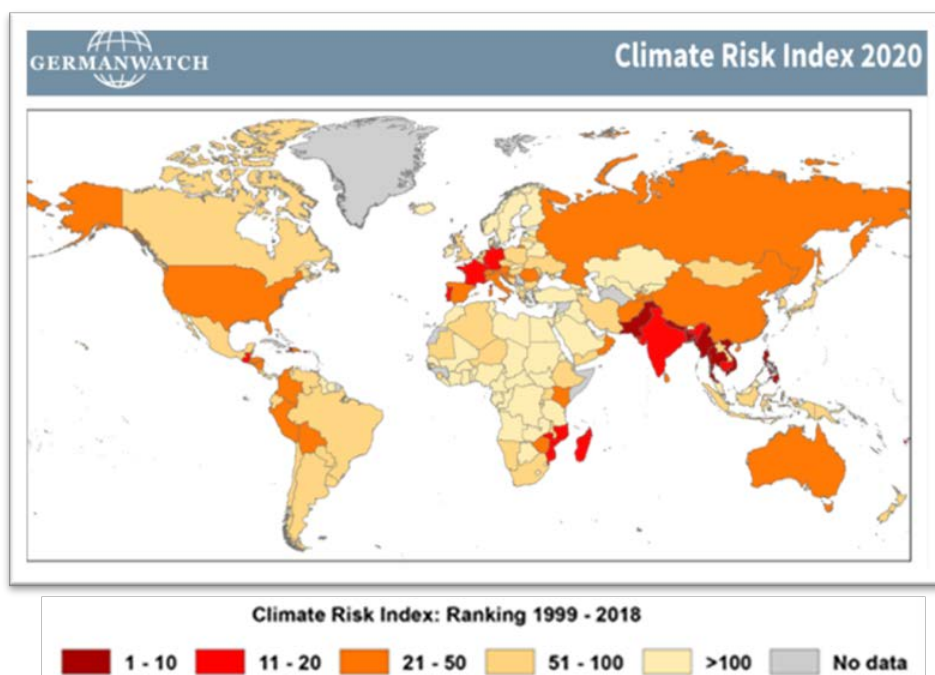 GERMANWATCH
Climate Risk Index 2020
Climate Risk Index: Ranking 1999 - 2018
1 - 10 11 - 20 21 - 50 51 - 100 >100 No data